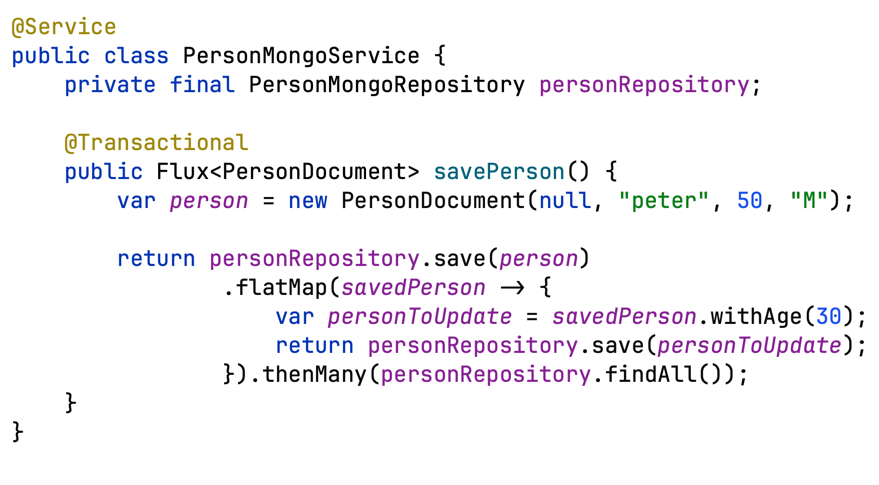 @Service
public class PersonMongoService {
    private final PersonMongoRepository personRepository;
    @Transactional
    public Flux<PersonDocument> savePerson() {
        var person = new PersonDocument(null, "peter", 50, "M");
        return personRepository.save(person)
                .flatMap(savedPerson -> {
                    var personToUpdate = savedPerson.withAge(30);
                    return personRepository.save(personToUpdate);
                }).thenMany(personRepository.findAll());
    }
}